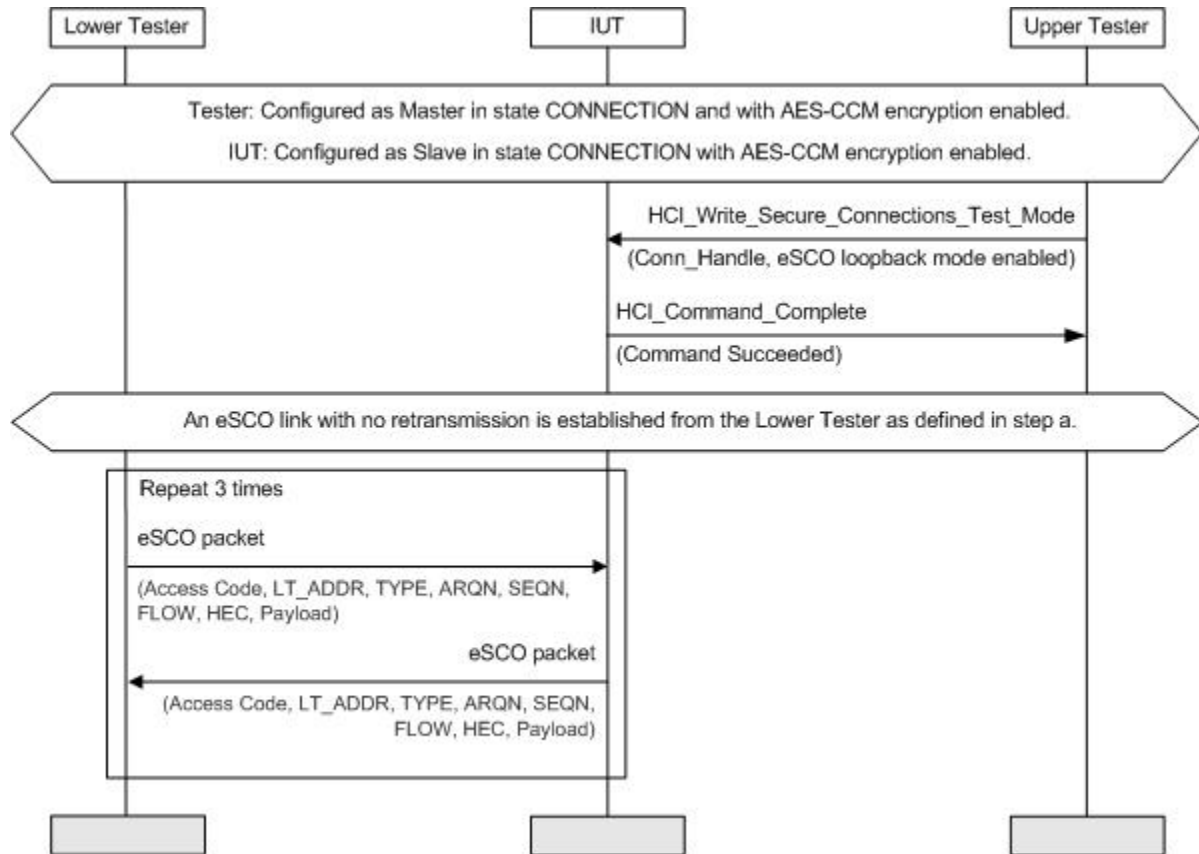 Lower Tester
IUT
Upper Tester
Tester: Configured as Master in state CONNECTION and with AES-CCM encryption enabled.
IUT: Configured as Slave in state CONNECTION with AES-CCM encryption enabled.
HCI_Write_Secure_Connections_Test_Mode
(Conn_Handle, eSCO loopback mode enabled)
HCI_Command_Complete
(Command Succeeded)
An eSCO link with no retransmission is established from the Lower Tester as defined in step a.
Repeat 3 times
eSCO packet
(Access Code, LT_ADDR, TYPE, ARQN, SEQN,
FLOW, HEC, Payload)
eSCO packet
(Access Code, LT_ADDR, TYPE, ARQN, SEQN,
FLOW, HEC, Payload)